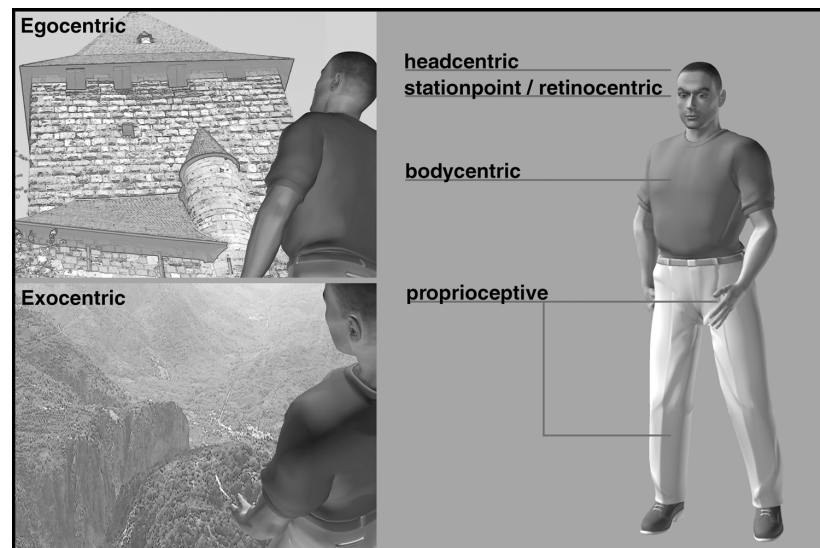 Egocentric
Exocentric
headcentric
stationpoint / retinocentric
bodycentric
proprioceptive